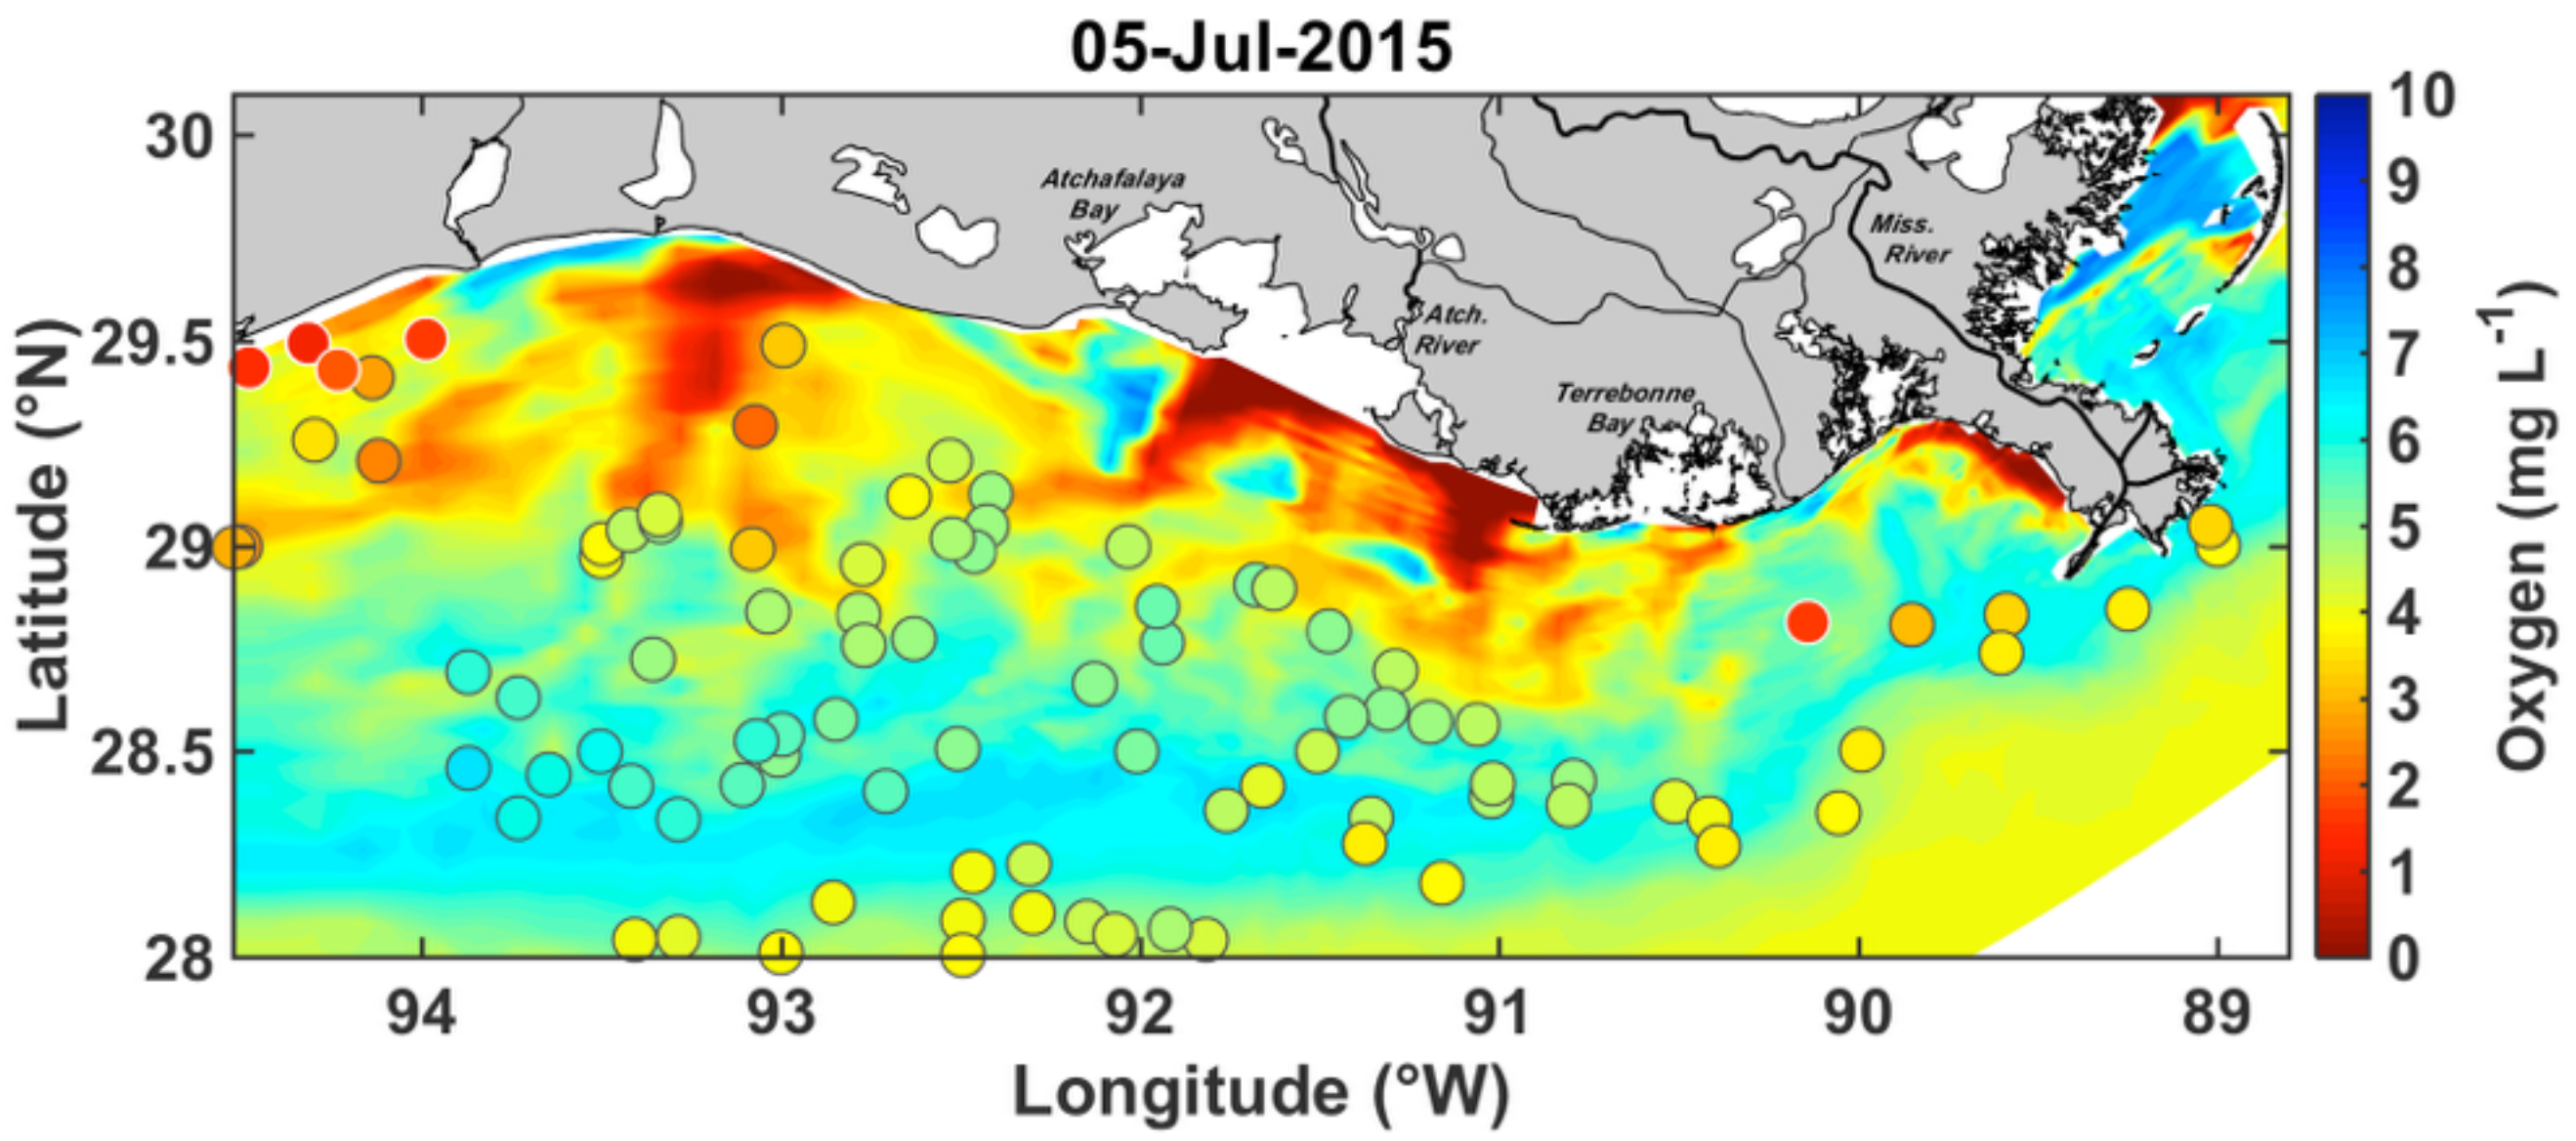 05-Jul-2015
Latitude (°N)
30
29.5
29
28.5
28
Atchafalaya
Bay
Atch.
River
Terrebonne
Bay
Miss.
River
94
93
92
91
90
89
Longitude (°W)
10
9
8
7
6
5
4
3
2
1
0
Oxygen (mg L⁻¹)